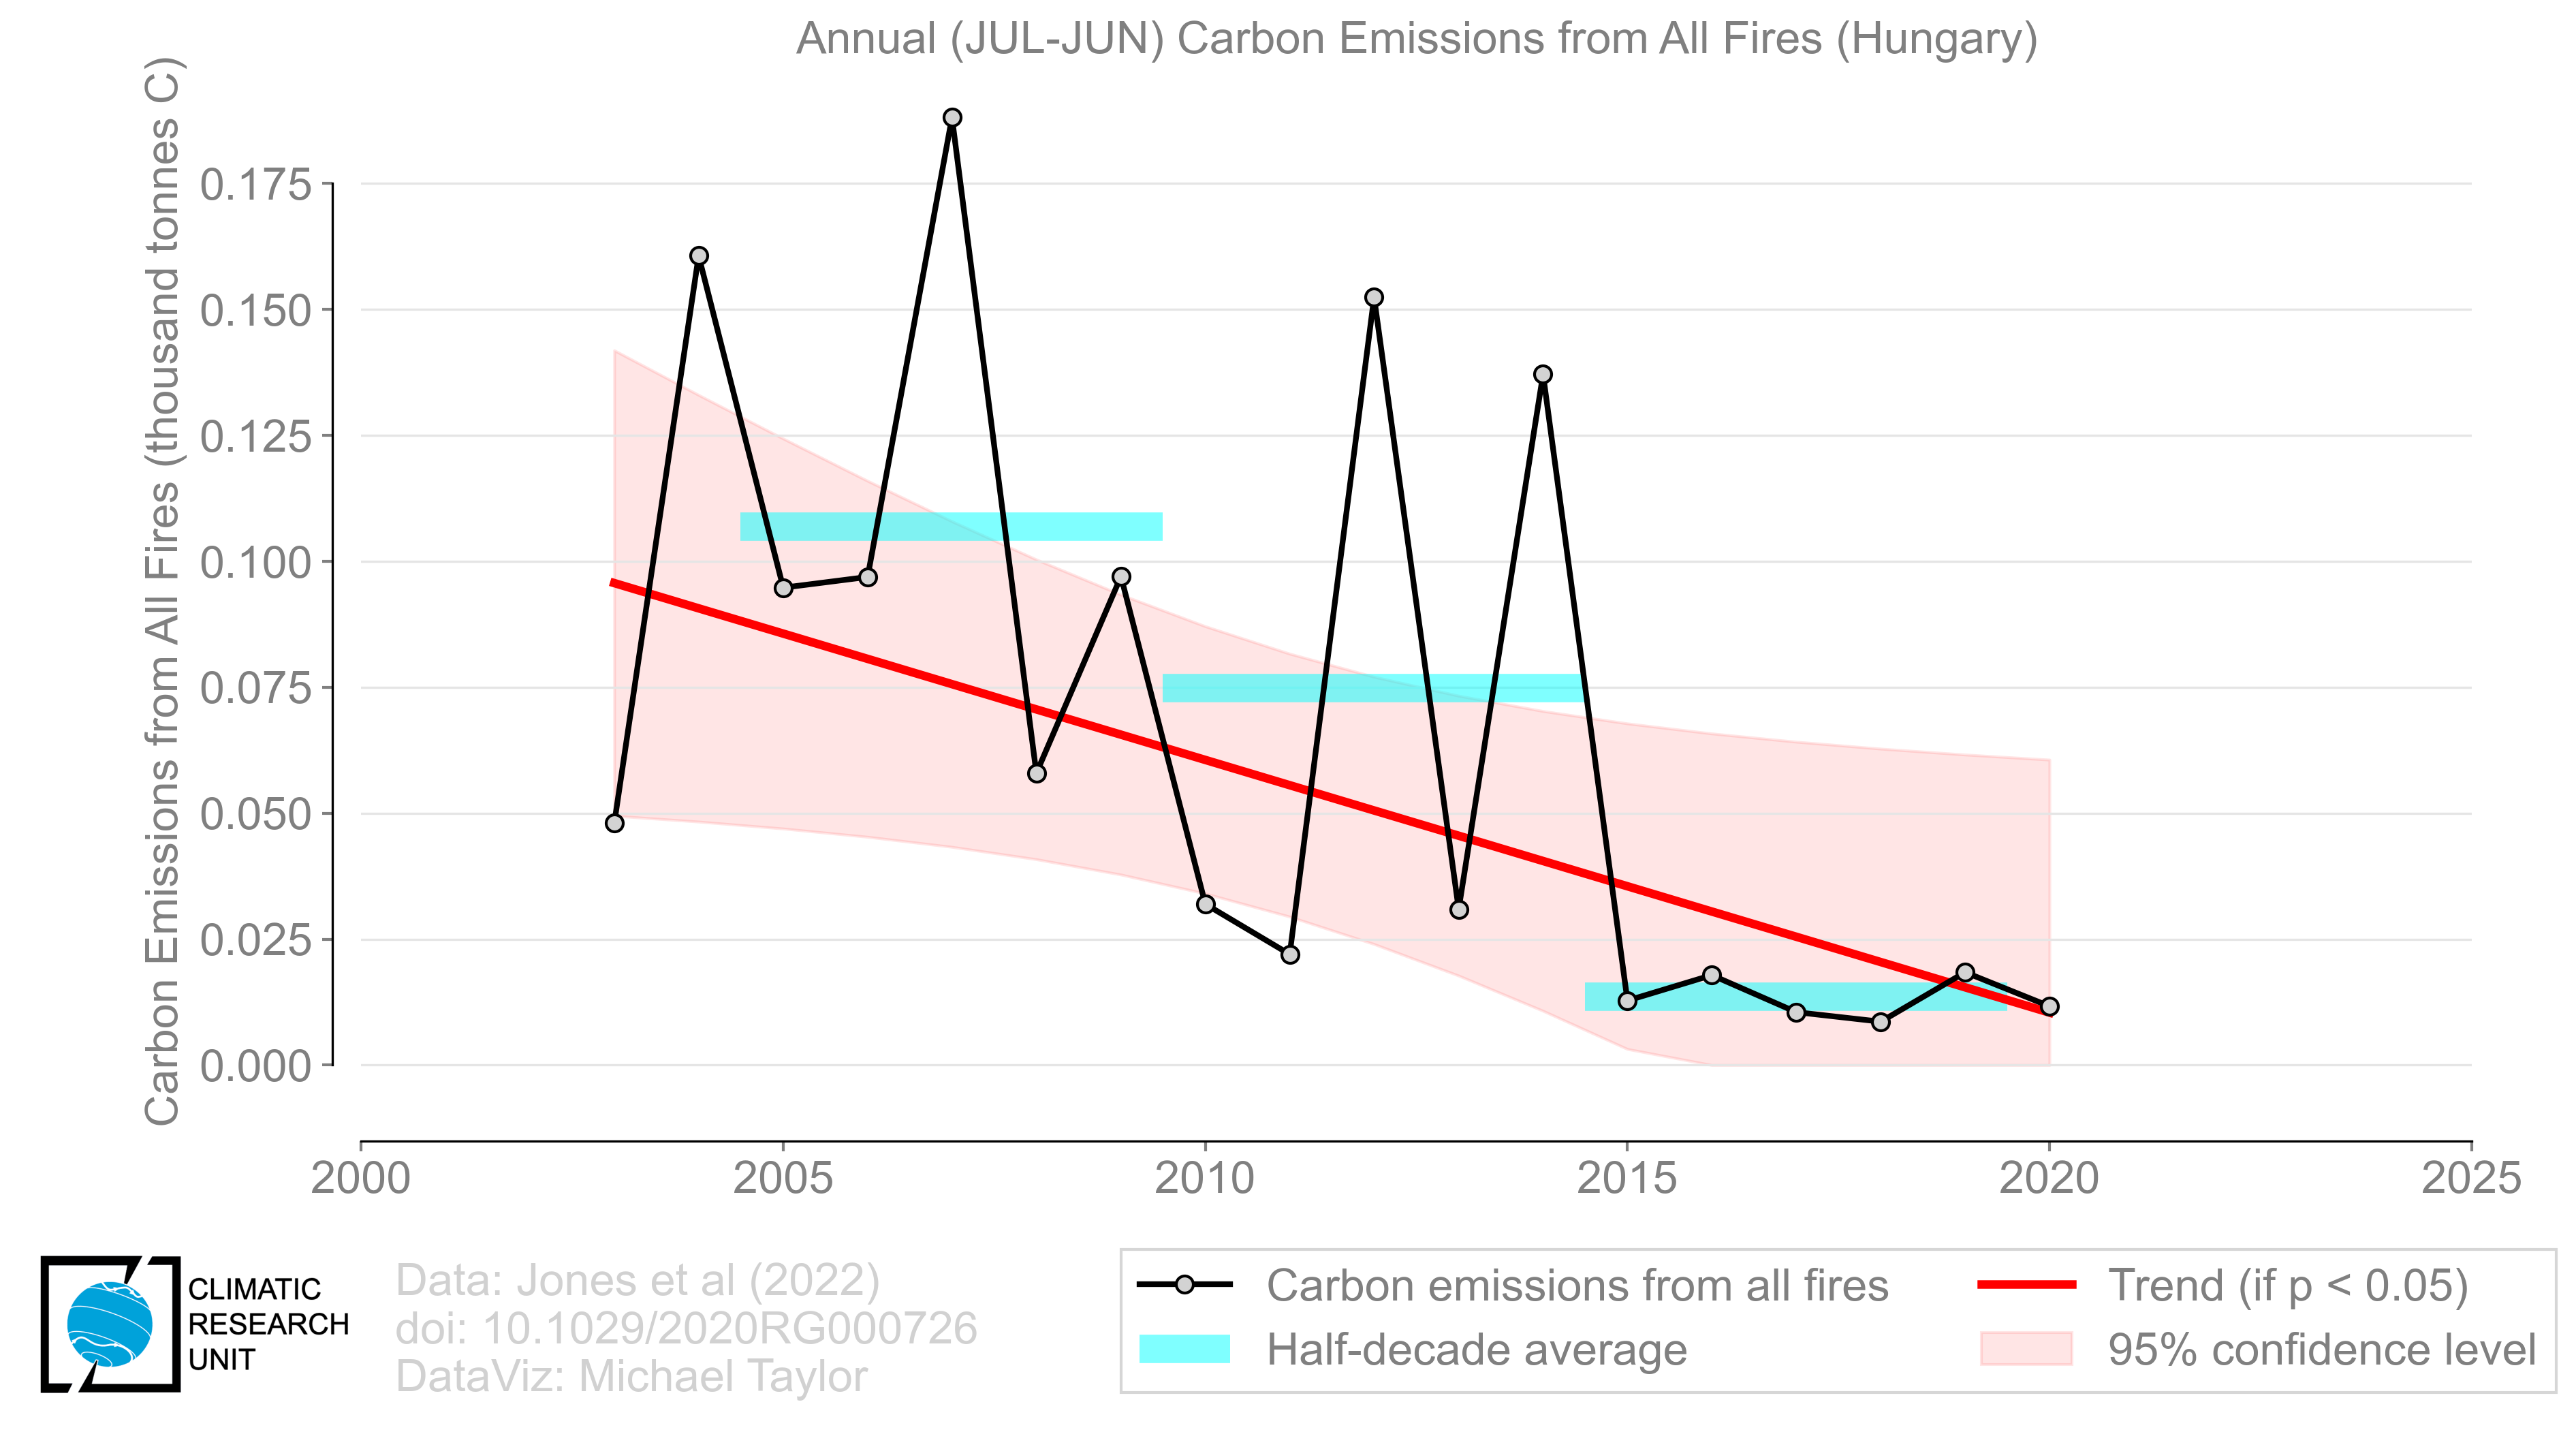 Annual (JUL-JUN) Carbon Emissions from All Fires (Hungary)
Carbon Emissions from All Fires (thousand tonnes C)
0.175
0.150
0.125
0.100
0.075
0.050
0.025
0.000
2000 2005 2010 2015 2020 2025
CLIMATIC
RESEARCH
UNIT
Data: Jones et al (2022)
doi: 10.1029/2020RG000726
DataViz: Michael Taylor
Carbon emissions from all fires
Half-decade average
Trend (if p < 0.05)
95% confidence level